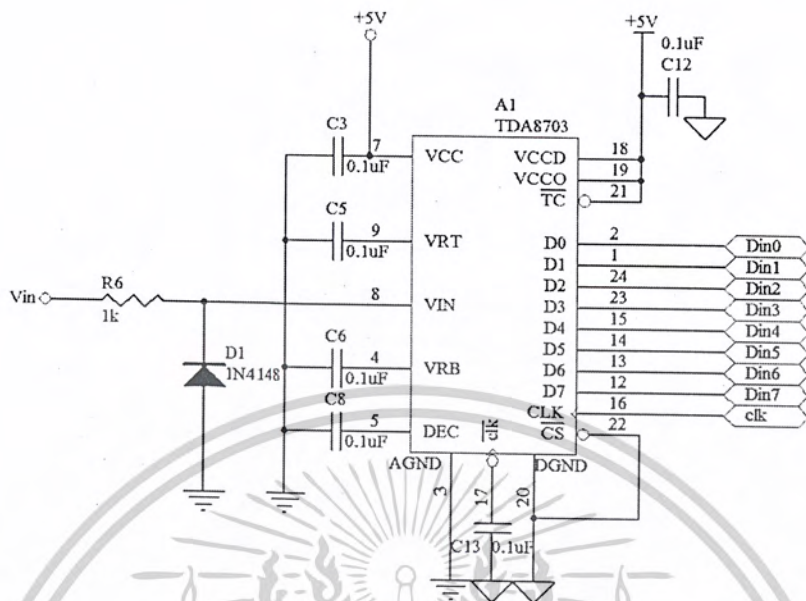 +5V
+5V
0.1uF
C12
A1
TDA8703
C3
0.1uF
7
VCC
VCCD
18
VCCO
19
TC
21
C5
0.1uF
9
VRT
D0
2
Din0
D1
1
Din1
D2
24
Din2
Vin
R6
1k
8
VIN
D3
23
Din3
D4
15
Din4
D1
1N4148
C6
0.1uF
4
VRB
D5
14
Din5
D6
13
Din6
D7
12
Din7
C8
0.1uF
5
DEC
clk
CLK
16
clk
CS
22
AGND
DGND
3
17
20
C13
0.1uF